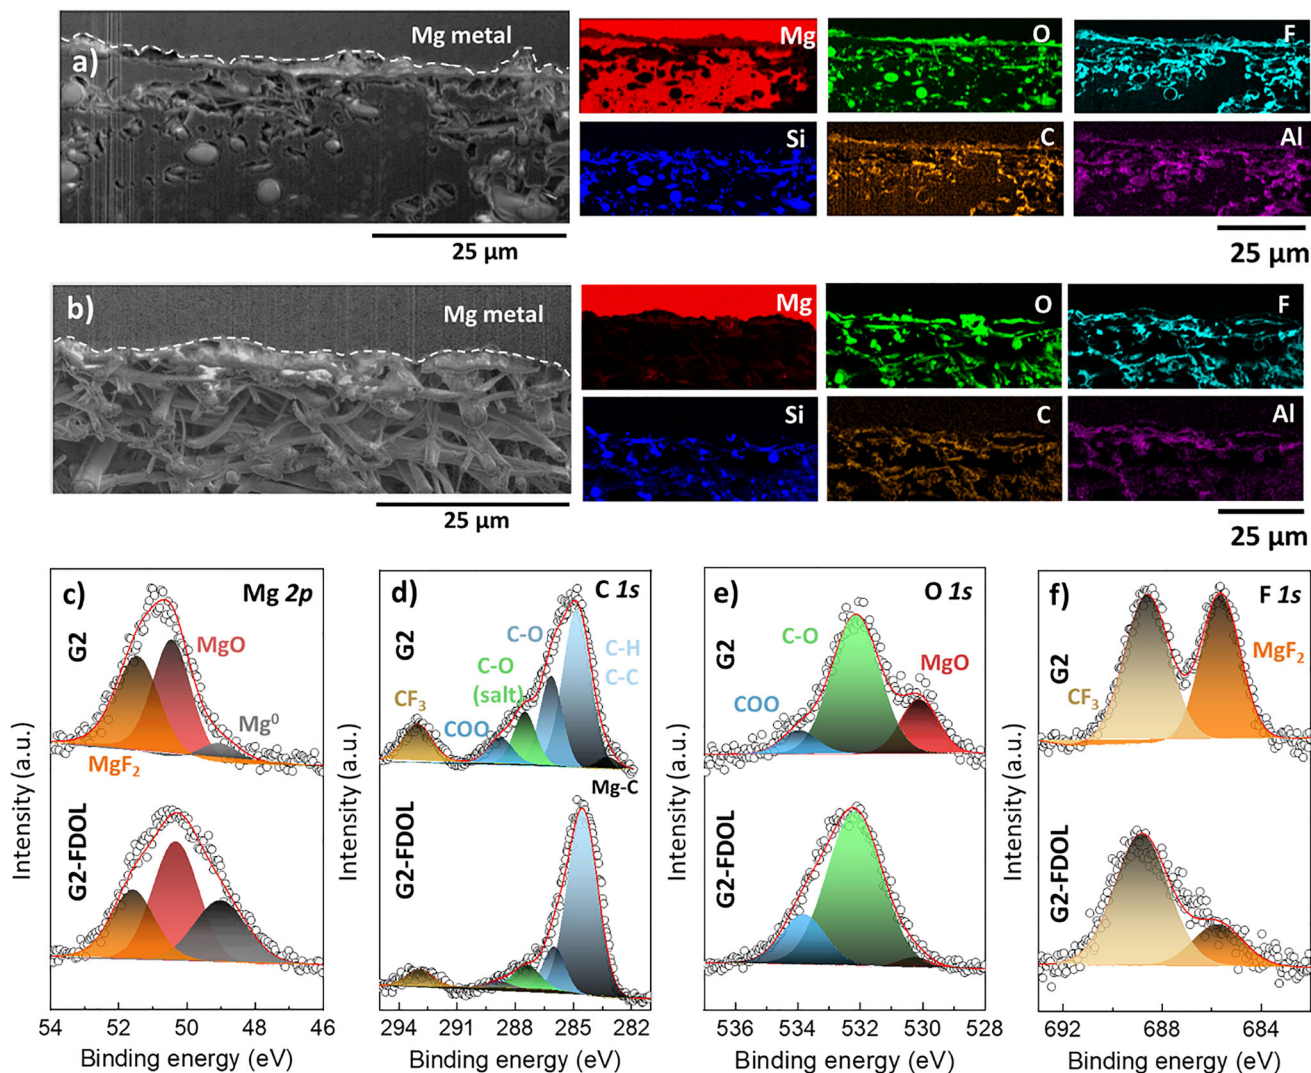 a)
Mg metal
25 µm
Mg
O
F
Si
C
Al
25 µm
b)
Mg metal
25 µm
Mg
O
F
Si
C
Al
25 µm
c)
Mg 2p
G2
MgO
Mg⁰
MgF₂
G2-FDOL
Intensity (a.u.)
54 52 50 48 46
Binding energy (eV)
d)
C 1s
G2
C-O
C-H
C-C
C-O
(salt)
CF₃
COO
Mg-C
G2-FDOL
Intensity (a.u.)
294 291 288 285 282
Binding energy (eV)
e)
O 1s
G2
C-O
MgO
COO
G2-FDOL
Intensity (a.u.)
536 534 532 530 528
Binding energy (eV)
f)
F 1s
G2
MgF₂
CF₃
G2-FDOL
Intensity (a.u.)
692 688 684
Binding energy (eV)